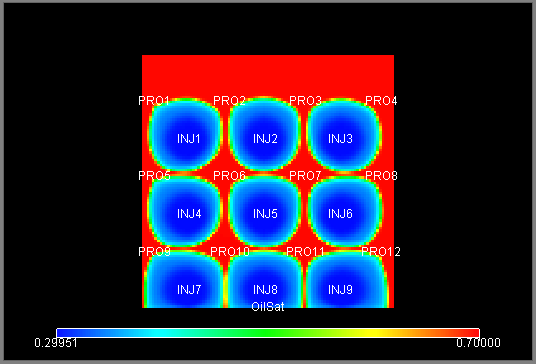 PRO1 PRO2 PRO3 PRO4
INJ1 INJ2 INJ3
PRO5 PRO6 PRO7 PRO8
INJ4 INJ5 INJ6
PRO9 PRO10 PRO11 PRO12
INJ7 INJ8 INJ9
OilSat
0.29951 0.70000